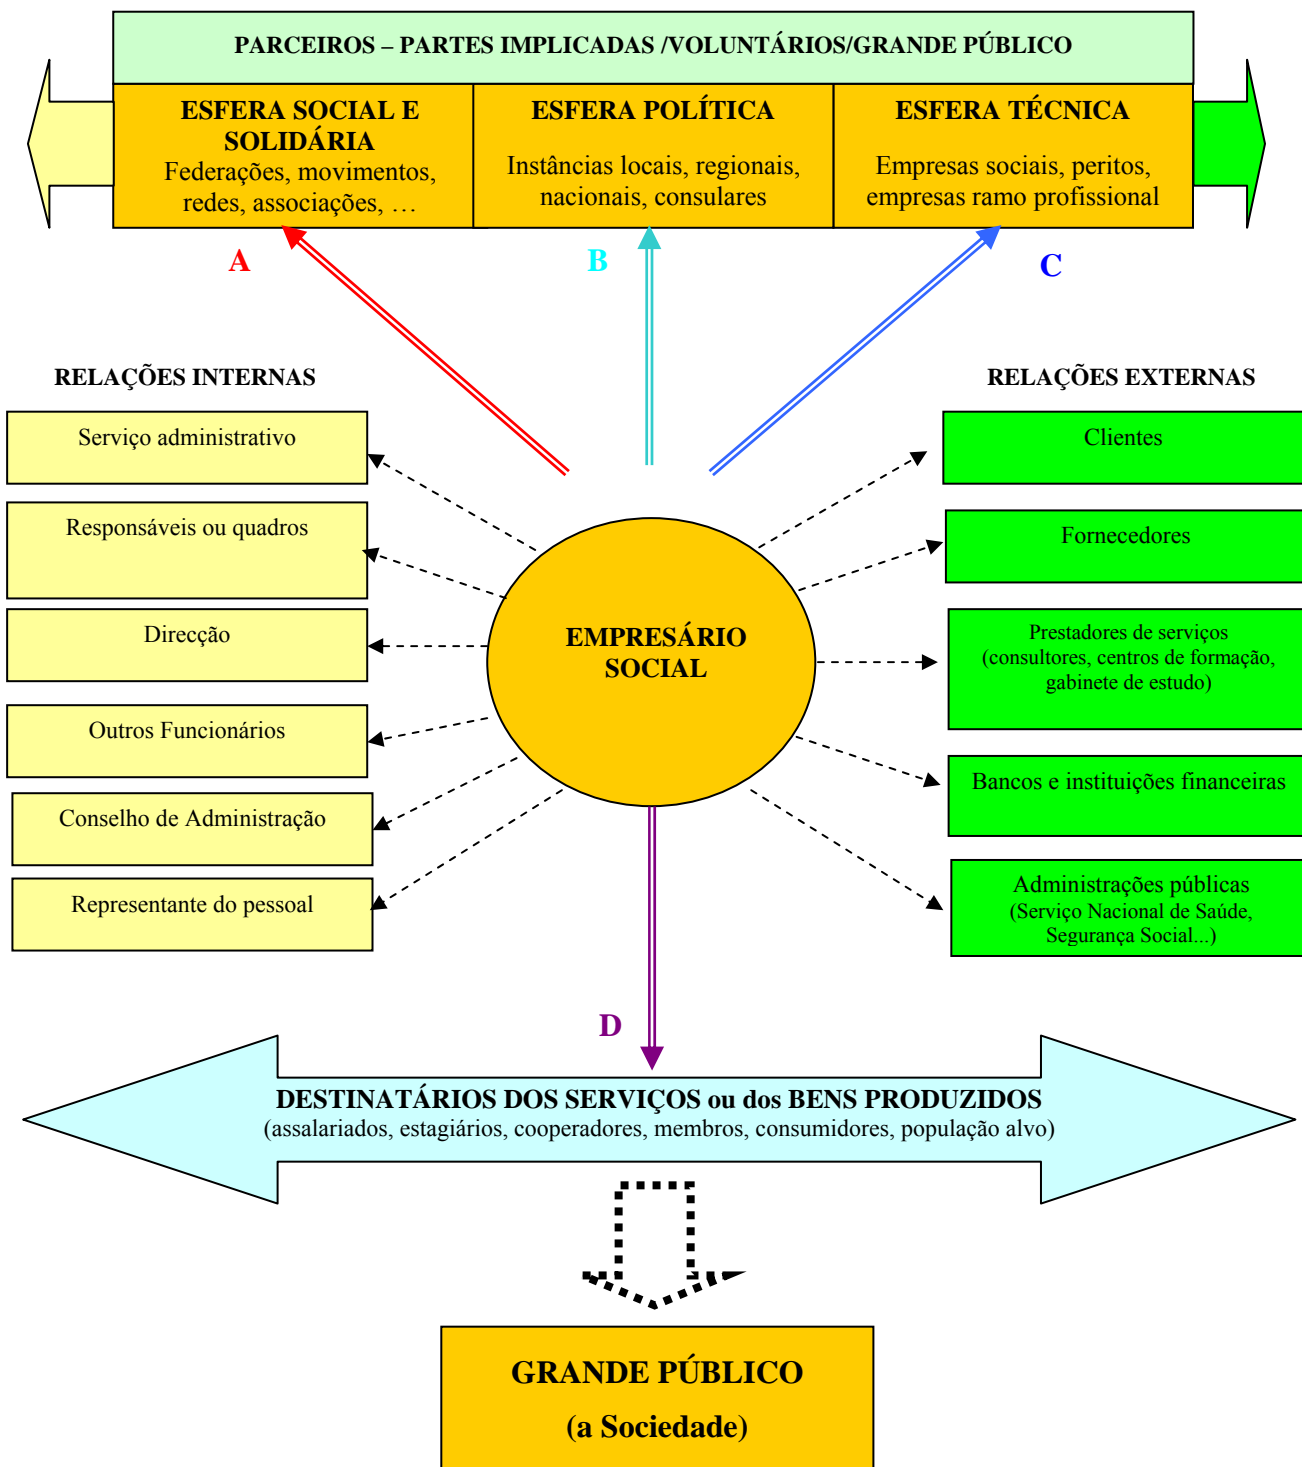 PARCEIROS – PARTES IMPLICADAS /VOLUNTÁRIOS/GRANDE PÚBLICO
ESFERA SOCIAL E
SOLIDÁRIA
Federações, movimentos,
redes, associações, …
ESFERA POLÍTICA
Instâncias locais, regionais,
nacionais, consulares
ESFERA TÉCNICA
Empresas sociais, peritos,
empresas ramo profissional
A
B
C
RELAÇÕES INTERNAS
RELAÇÕES EXTERNAS
Serviço administrativo
Responsáveis ou quadros
Direcção
Outros Funcionários
Conselho de Administração
Representante do pessoal
EMPRESÁRIO
SOCIAL
Clientes
Fornecedores
Prestadores de serviços
(consultores, centros de formação,
gabinete de estudo)
Bancos e instituições financeiras
Administrações públicas
(Serviço Nacional de Saúde,
Segurança Social...)
D
DESTINATÁRIOS DOS SERVIÇOS ou dos BENS PRODUZIDOS
(assalariados, estagiários, cooperadores, membros, consumidores, população alvo)
GRANDE PÚBLICO
(a Sociedade)